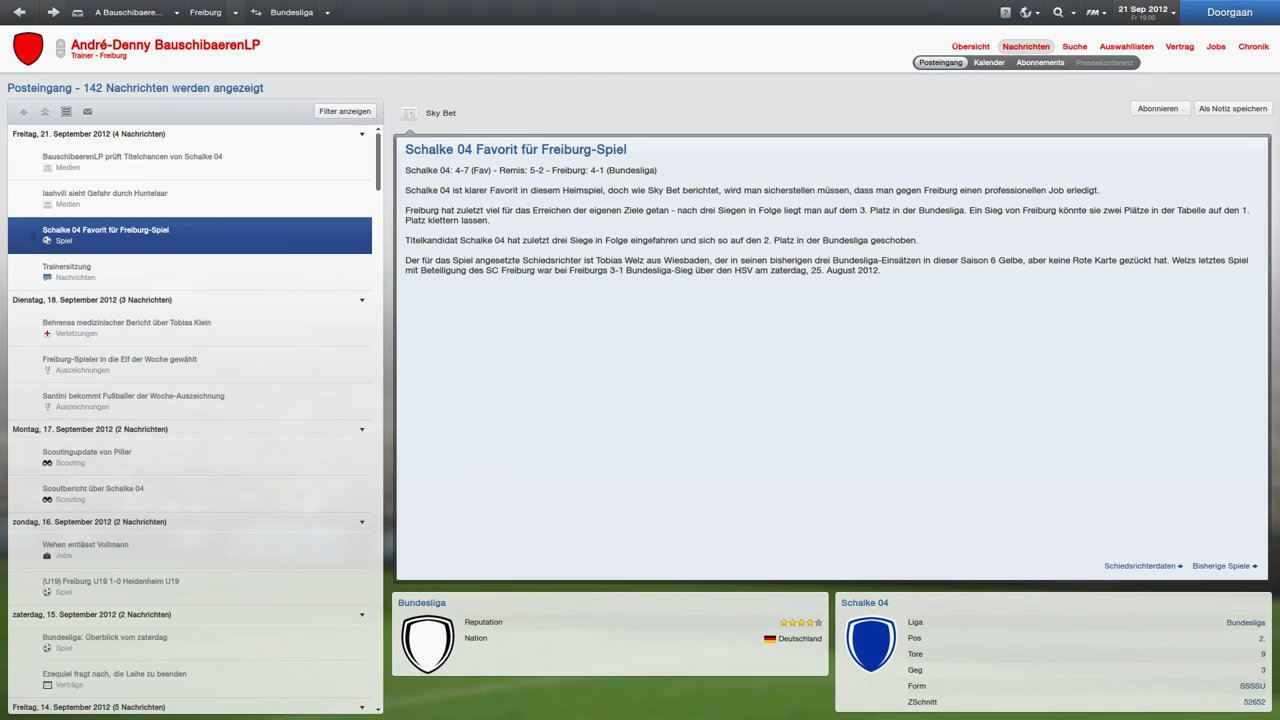 A Bauschibaere...
Freiburg
Bundesliga
FM
21 Sep 2012
Fr 19:00
Doorgaan
André-Denny BauschibaerenLP
Trainer - Freiburg
Übersicht
Nachrichten
Suche
Auswahllisten
Vertrag
Jobs
Chronik
Posteingang
Kalender
Abonnements
Pressekonferenz
Posteingang - 142 Nachrichten werden angezeigt
Filter anzeigen
Freitag, 21. September 2012 (4 Nachrichten)
BauschibaerenLP prüft Titelchancen von Schalke 04
Medien
Iashvili sieht Gefahr durch Huntelaar
Medien
Schalke 04 Favorit für Freiburg-Spiel
Spiel
Trainersitzung
Nachrichten
Dienstag, 18. September 2012 (3 Nachrichten)
Behrenss medizinischer Bericht über Tobias Klein
Verletzungen
Freiburg-Spieler in die Elf der Woche gewählt
Auszeichnungen
Santini bekommt Fußballer der Woche-Auszeichnung
Auszeichnungen
Montag, 17. September 2012 (2 Nachrichten)
Scoutingupdate von Piller
Scouting
Scoutbericht über Schalke 04
Scouting
zondag, 16. September 2012 (2 Nachrichten)
Wehen entlässt Vollmann
Jobs
(U19) Freiburg U19 1-0 Heidenheim U19
Spiel
zaterdag, 15. September 2012 (2 Nachrichten)
Bundesliga: Überblick vom zaterdag
Spiel
Ezequiel fragt nach, die Leihe zu beenden
Verträge
Freitag, 14. September 2012 (5 Nachrichten)
Sky Bet
Abonnieren
Als Notiz speichern
Schalke 04 Favorit für Freiburg-Spiel
Schalke 04: 4-7 (Fav) - Remis: 5-2 - Freiburg: 4-1 (Bundesliga)
Schalke 04 ist klarer Favorit in diesem Heimspiel, doch wie Sky Bet berichtet, wird man sicherstellen müssen, dass man gegen Freiburg einen professionellen Job erledigt.
Freiburg hat zuletzt viel für das Erreichen der eigenen Ziele getan - nach drei Siegen in Folge liegt man auf dem 3. Platz in der Bundesliga. Ein Sieg von Freiburg könnte sie zwei Plätze in der Tabelle auf den 1.
Platz klettern lassen.
Titelkandidat Schalke 04 hat zuletzt drei Siege in Folge eingefahren und sich so auf den 2. Platz in der Bundesliga geschoben.
Der für das Spiel angesetzte Schiedsrichter ist Tobias Welz aus Wiesbaden, der in seinen bisherigen drei Bundesliga-Einsätzen in dieser Saison 6 Gelbe, aber keine Rote Karte gezückt hat. Welzs letztes Spiel
mit Beteiligung des SC Freiburg war bei Freiburgs 3-1 Bundesliga-Sieg über den HSV am zaterdag, 25. August 2012.
Schiedsrichterdaten
Bisherige Spiele
Bundesliga
Reputation
Nation
Deutschland
Schalke 04
Liga
Bundesliga
Pos
2.
Tore
9
Geg
3
Form
SSSSU
ZSchnitt
52652